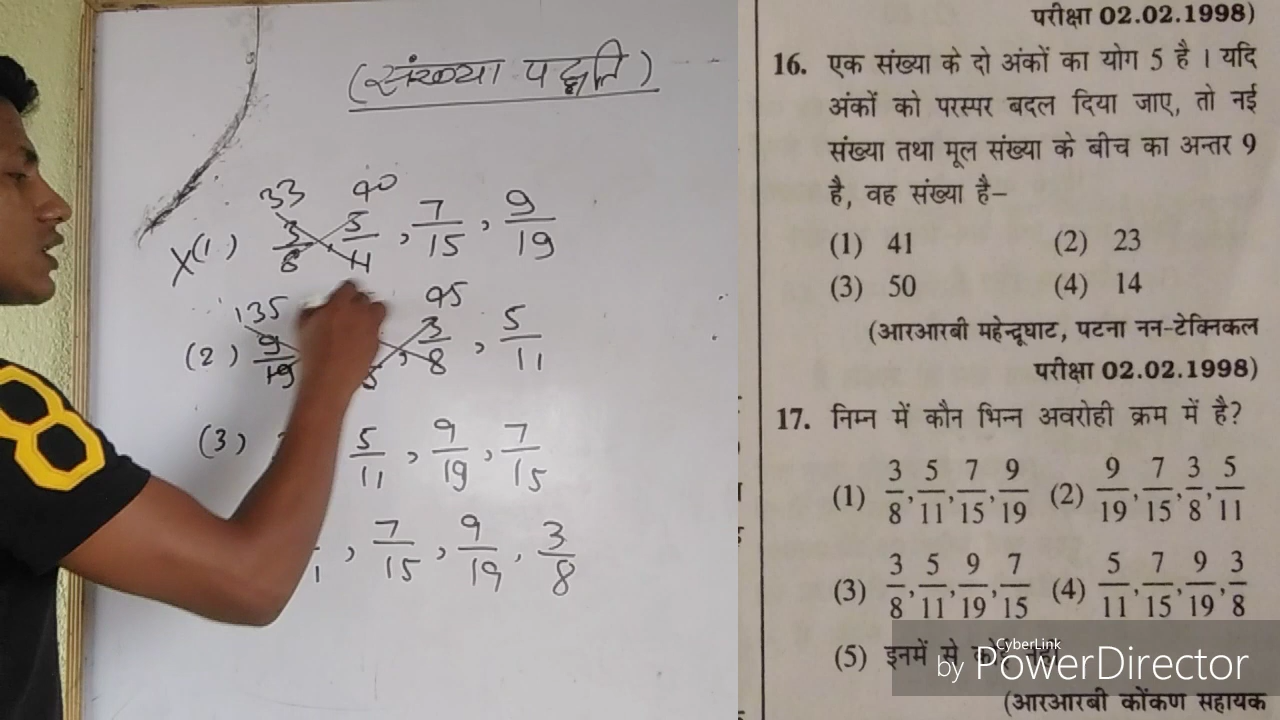 (संख्या पद्धति)
33 40
X(1) 3/8, 5/11, 7/15, 9/19
135 95
(2) 9/19 3/8, 5/11
(3) 5/11, 9/19, 7/15
, 7/15, 9/19, 3/8
परीक्षा 02.02.1998)
16. एक संख्या के दो अंकों का योग 5 है । यदि
अंकों को परस्पर बदल दिया जाए, तो नई
संख्या तथा मूल संख्या के बीच का अन्तर 9
है, वह संख्या है–
(1) 41 (2) 23
(3) 50 (4) 14
(आरआरबी महेन्द्रूघाट, पटना नन-टेक्निकल
परीक्षा 02.02.1998)
17. निम्न में कौन भिन्न अवरोही क्रम में है?
(1) 3/8, 5/11, 7/15, 9/19 (2) 9/19, 7/15, 3/8, 5/11
(3) 3/8, 5/11, 9/19, 7/15 (4) 5/11, 7/15, 9/19, 3/8
(5) इनमें से कोई नहीं
(आरआरबी कोंकण सहायक
CyberLink
by PowerDirector